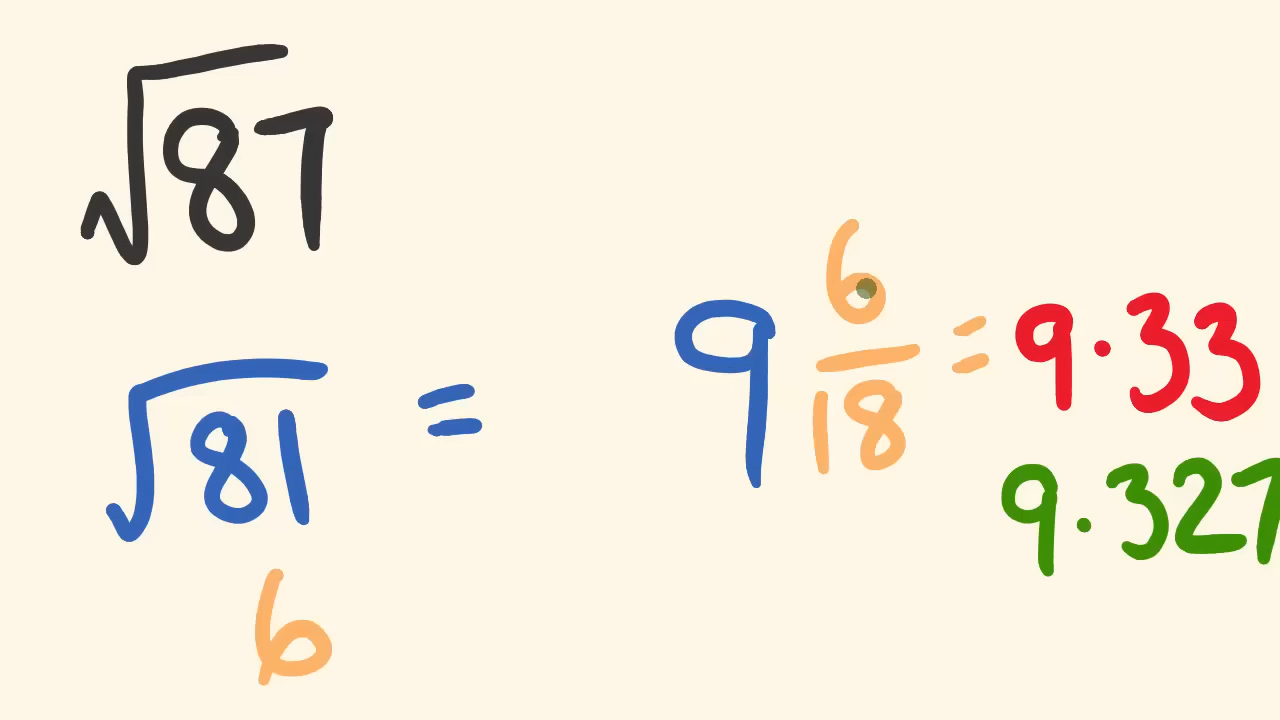 √87
√81 = 9 6/18 = 9.33
9.327
6